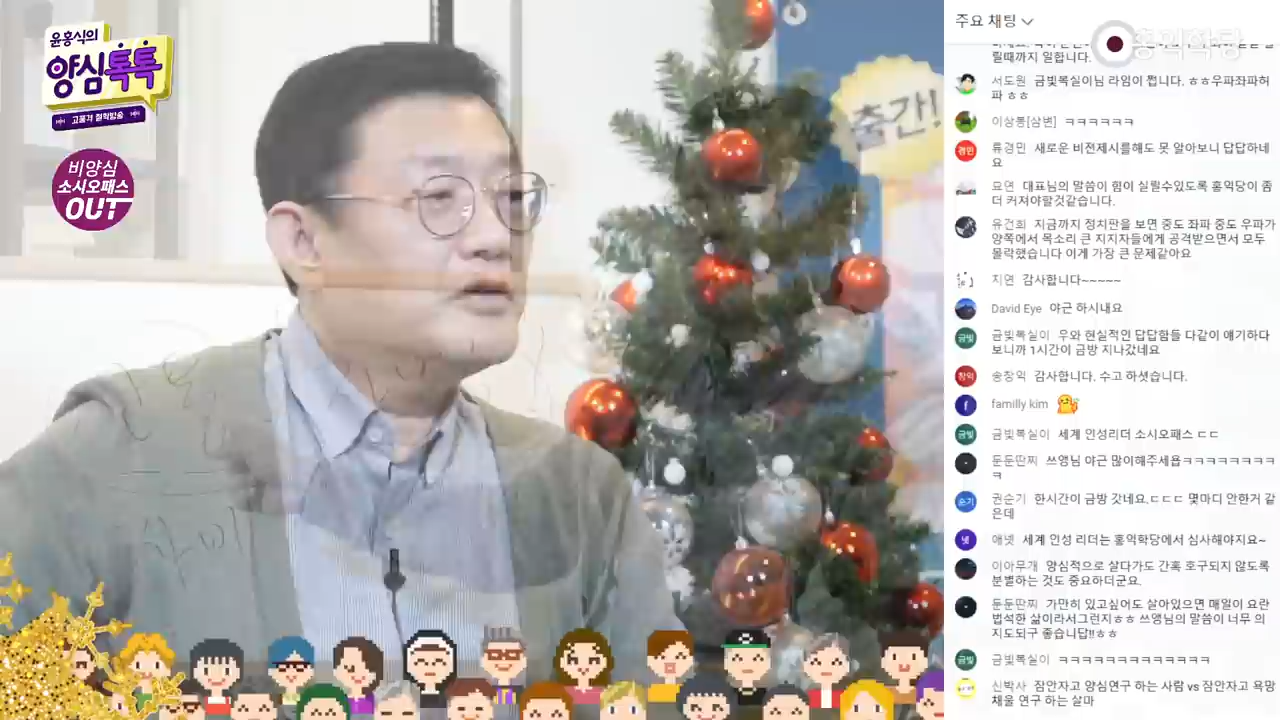 윤홍식의
양심톡톡
고품격 철학방송
비양심
소시오패스
OUT
출간!
주요 채팅
홍익학당
릴때까지 일합니다.
서도원 금빛복실이님 라임이 쩝니다. ㅎㅎ우파좌파허
파 ㅎㅎ
이상통[삼변] ㅋㅋㅋㅋㅋㅋ
경민
류경민 새로운 비전제시를해도 못 알아보니 답답하네
요
묘연 대표님의 말씀이 힘이 실릴수있도록 홍익당이 좀
더 커져야할것같습니다.
유건희 지금까지 정치판을 보면 중도 좌파 중도 우파가
양쪽에서 목소리 큰 지지자들에게 공격받으면서 모두
몰락했습니다 이게 가장 큰 문제같아요
지연 감사합니다~~~~~
David Eye 야근 하시내요
금빛
금빛복실이 우와 현실적인 답답함들 다같이 얘기하다
보니까 1시간이 금방 지나갔네요
창익
송창익 감사합니다. 수고 하셧습니다.
f
familly kim
금빛
금빛복실이 세계 인성리더 소시오패스 ㄷㄷ
둔둔딴찌 쓰앵님 야근 많이해주세욥ㅋㅋㅋㅋㅋㅋㅋㅋㅋ
ㅋ
순기
권순기 한시간이 금방 갓네요.ㄷㄷㄷ 몇마디 안한거 같
은데
넷
애넷 세계 인성 리더는 홍익학당에서 심사해야지요~
이아무개 양심적으로 살다가도 간혹 호구되지 않도록
분별하는 것도 중요하더군요.
둔둔딴찌 가만히 있고싶어도 살아있으면 매일이 요란
법석한 삶이라서그런지ㅎㅎ 쓰앵님의 말씀이 너무 의
지도되구 좋습니답!!ㅎㅎ
금빛
금빛복실이 ㅋㅋㅋㅋㅋㅋㅋㅋㅋㅋㅋㅋㅋ
신박사 잠안자고 양심연구 하는 사람 vs 잠안자고 욕망
채울 연구 하는 살마